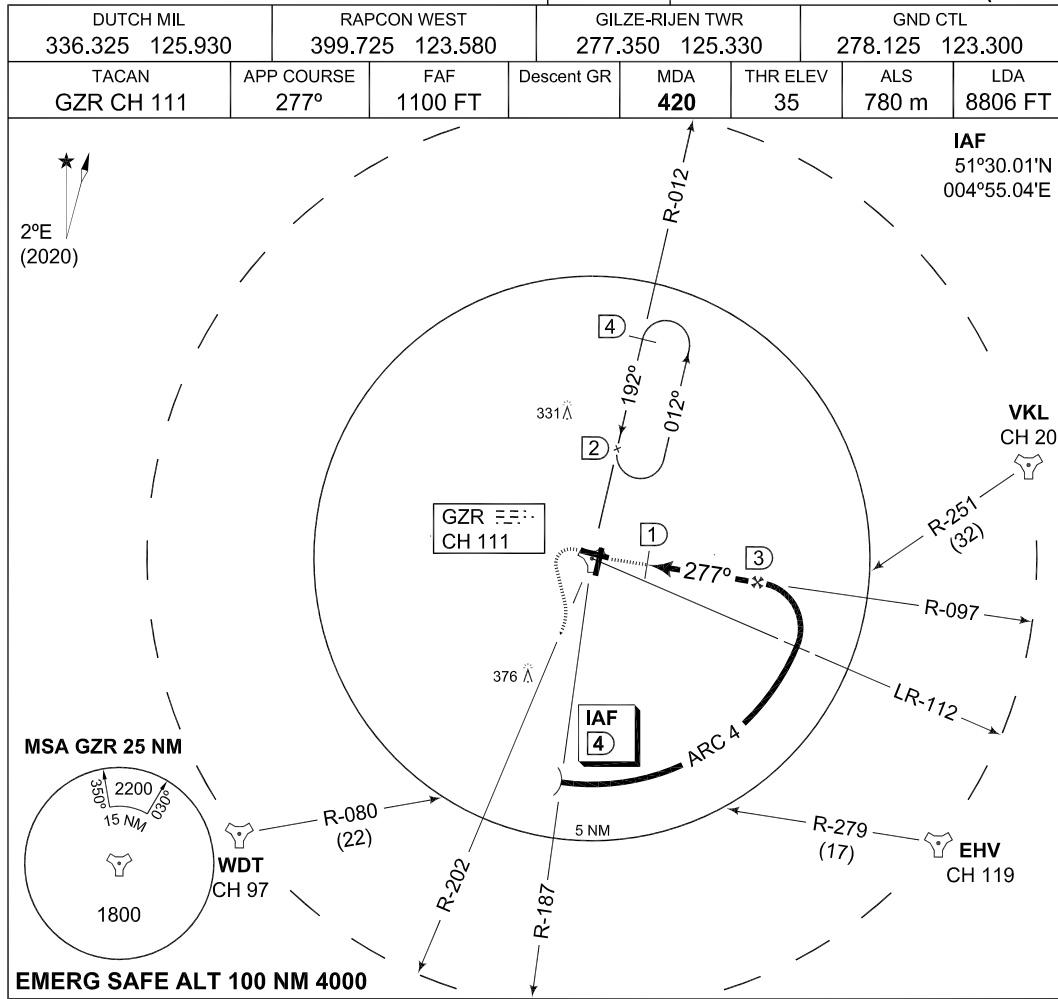 DUTCH MIL
336.325 125.930
RAPCON WEST
399.725 123.580
GILZE-RIJEN TWR
277.350 125.330
GND CTL
278.125 123.300
TACAN
GZR CH 111
APP COURSE
277º
FAF
1100 FT
Descent GR
MDA
420
THR ELEV
35
ALS
780 m
LDA
8806 FT
IAF
51º30.01'N
004º55.04'E
2ºE
(2020)
R-012
4
192º
012º
331
2
VKL
CH 20
R-251
(32)
GZR
CH 111
1
277º
3
R-097
LR-112
376
IAF
4
ARC 4
MSA GZR 25 NM
350º
2200
030º
15 NM
1800
R-080
(22)
WDT
CH 97
5 NM
R-279
(17)
EHV
CH 119
R-202
R-187
EMERG SAFE ALT 100 NM 4000